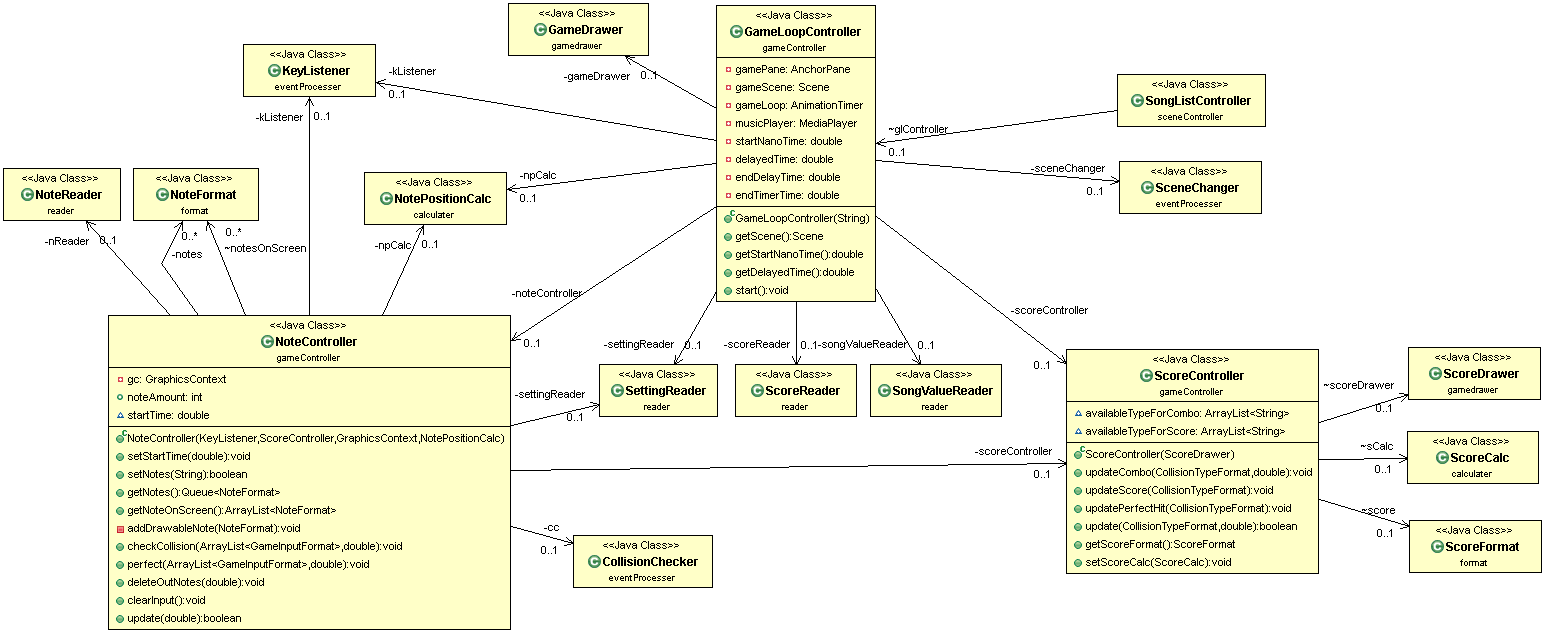 <<Java Class>>
GameDrawer
gamedrawer
<<Java Class>>
GameLoopController
gameController
gamePane: AnchorPane
gameScene: Scene
gameLoop: AnimationTimer
musicPlayer: MediaPlayer
startNanoTime: double
delayedTime: double
endDelayTime: double
endTimerTime: double
GameLoopController(String)
getScene():Scene
getStartNanoTime():double
getDelayedTime():double
start():void
<<Java Class>>
KeyListener
eventProcesser
-kListener
0..1
-gameDrawer
0..1
<<Java Class>>
SongListController
sceneController
~glController
0..1
-kListener
0..1
-sceneChanger
0..1
<<Java Class>>
SceneChanger
eventProcesser
<<Java Class>>
NoteReader
reader
<<Java Class>>
NoteFormat
format
<<Java Class>>
NotePositionCalc
calculater
-npCalc
0..1
-nReader
0..1
0..*
-notes
0..*
~notesOnScreen
-npCalc
0..1
-noteController
0..1
-scoreController
0..1
-settingReader
0..1
-scoreReader
0..1
-songValueReader
0..1
<<Java Class>>
NoteController
gameController
gc: GraphicsContext
noteAmount: int
startTime: double
NoteController(KeyListener,ScoreController,GraphicsContext,NotePositionCalc)
setStartTime(double):void
setNotes(String):boolean
getNotes():Queue<NoteFormat>
getNoteOnScreen():ArrayList<NoteFormat>
addDrawableNote(NoteFormat):void
checkCollision(ArrayList<GameInputFormat>,double):void
perfect(ArrayList<GameInputFormat>,double):void
deleteOutNotes(double):void
clearInput():void
update(double):boolean
<<Java Class>>
SettingReader
reader
<<Java Class>>
ScoreReader
reader
<<Java Class>>
SongValueReader
reader
-settingReader
0..1
-scoreController
0..1
-cc
0..1
<<Java Class>>
CollisionChecker
eventProcesser
<<Java Class>>
ScoreController
gameController
availableTypeForCombo: ArrayList<String>
availableTypeForScore: ArrayList<String>
ScoreController(ScoreDrawer)
updateCombo(CollisionTypeFormat,double):void
updateScore(CollisionTypeFormat):void
updatePerfectHit(CollisionTypeFormat):void
update(CollisionTypeFormat,double):boolean
getScoreFormat():ScoreFormat
setScoreCalc(ScoreCalc):void
~scoreDrawer
0..1
<<Java Class>>
ScoreDrawer
gamedrawer
~sCalc
0..1
<<Java Class>>
ScoreCalc
calculater
~score
0..1
<<Java Class>>
ScoreFormat
format